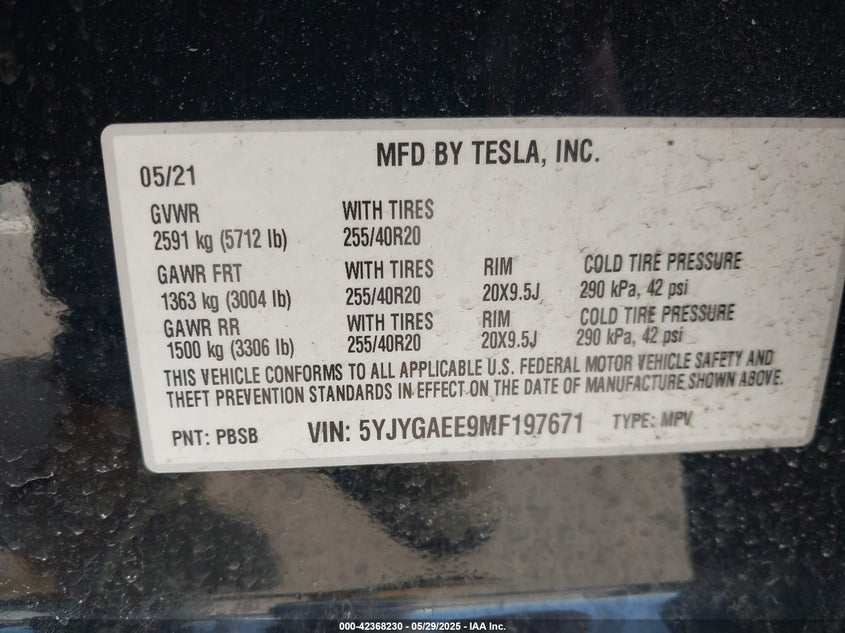 MFD BY TESLA, INC.
05/21
GVWR WITH TIRES
2591 kg (5712 lb) 255/40R20
GAWR FRT WITH TIRES RIM COLD TIRE PRESSURE
1363 kg (3004 lb) 255/40R20 20X9.5J 290 kPa, 42 psi
GAWR RR WITH TIRES RIM COLD TIRE PRESSURE
1500 kg (3306 lb) 255/40R20 20X9.5J 290 kPa, 42 psi
THIS VEHICLE CONFORMS TO ALL APPLICABLE U.S. FEDERAL MOTOR VEHICLE SAFETY AND
THEFT PREVENTION STANDARDS IN EFFECT ON THE DATE OF MANUFACTURE SHOWN ABOVE.
PNT: PBSB VIN: 5YJYGAEE9MF197671 TYPE: MPV
000-42368230 - 05/29/2025 - IAA Inc.